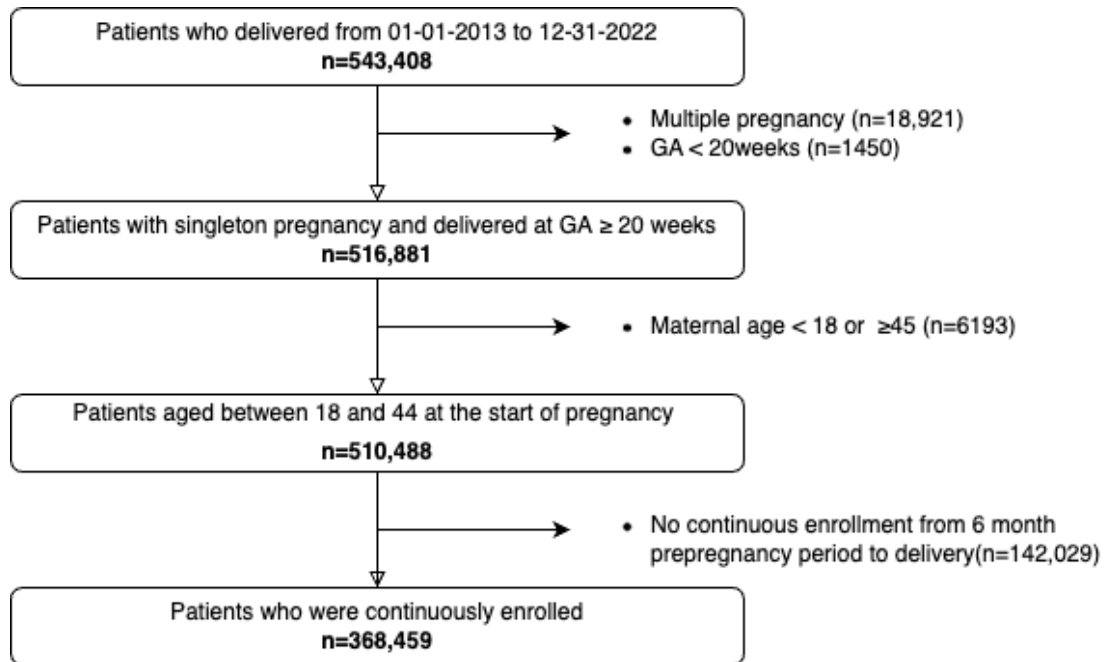 Patients who delivered from 01-01-2013 to 12-31-2022
n=543,408
• Multiple pregnancy (n=18,921)
• GA < 20weeks (n=1450)
Patients with singleton pregnancy and delivered at GA ≥ 20 weeks
n=516,881
• Maternal age < 18 or ≥45 (n=6193)
Patients aged between 18 and 44 at the start of pregnancy
n=510,488
• No continuous enrollment from 6 month
prepregnancy period to delivery(n=142,029)
Patients who were continuously enrolled
n=368,459